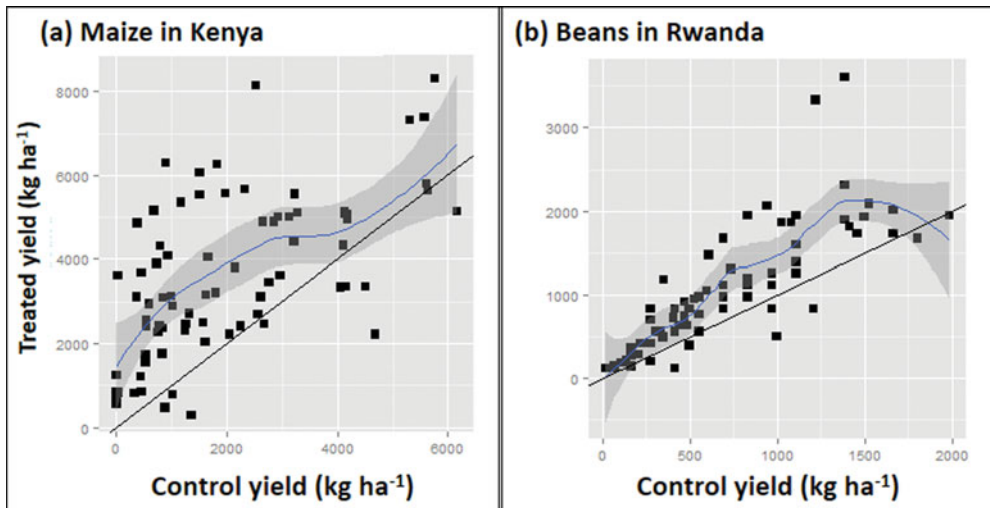 (a) Maize in Kenya
Treated yield (kg ha⁻¹)
8000
6000
4000
2000
0
0 2000 4000 6000
Control yield (kg ha⁻¹)
(b) Beans in Rwanda
3000
2000
1000
0
0 500 1000 1500 2000
Control yield (kg ha⁻¹)